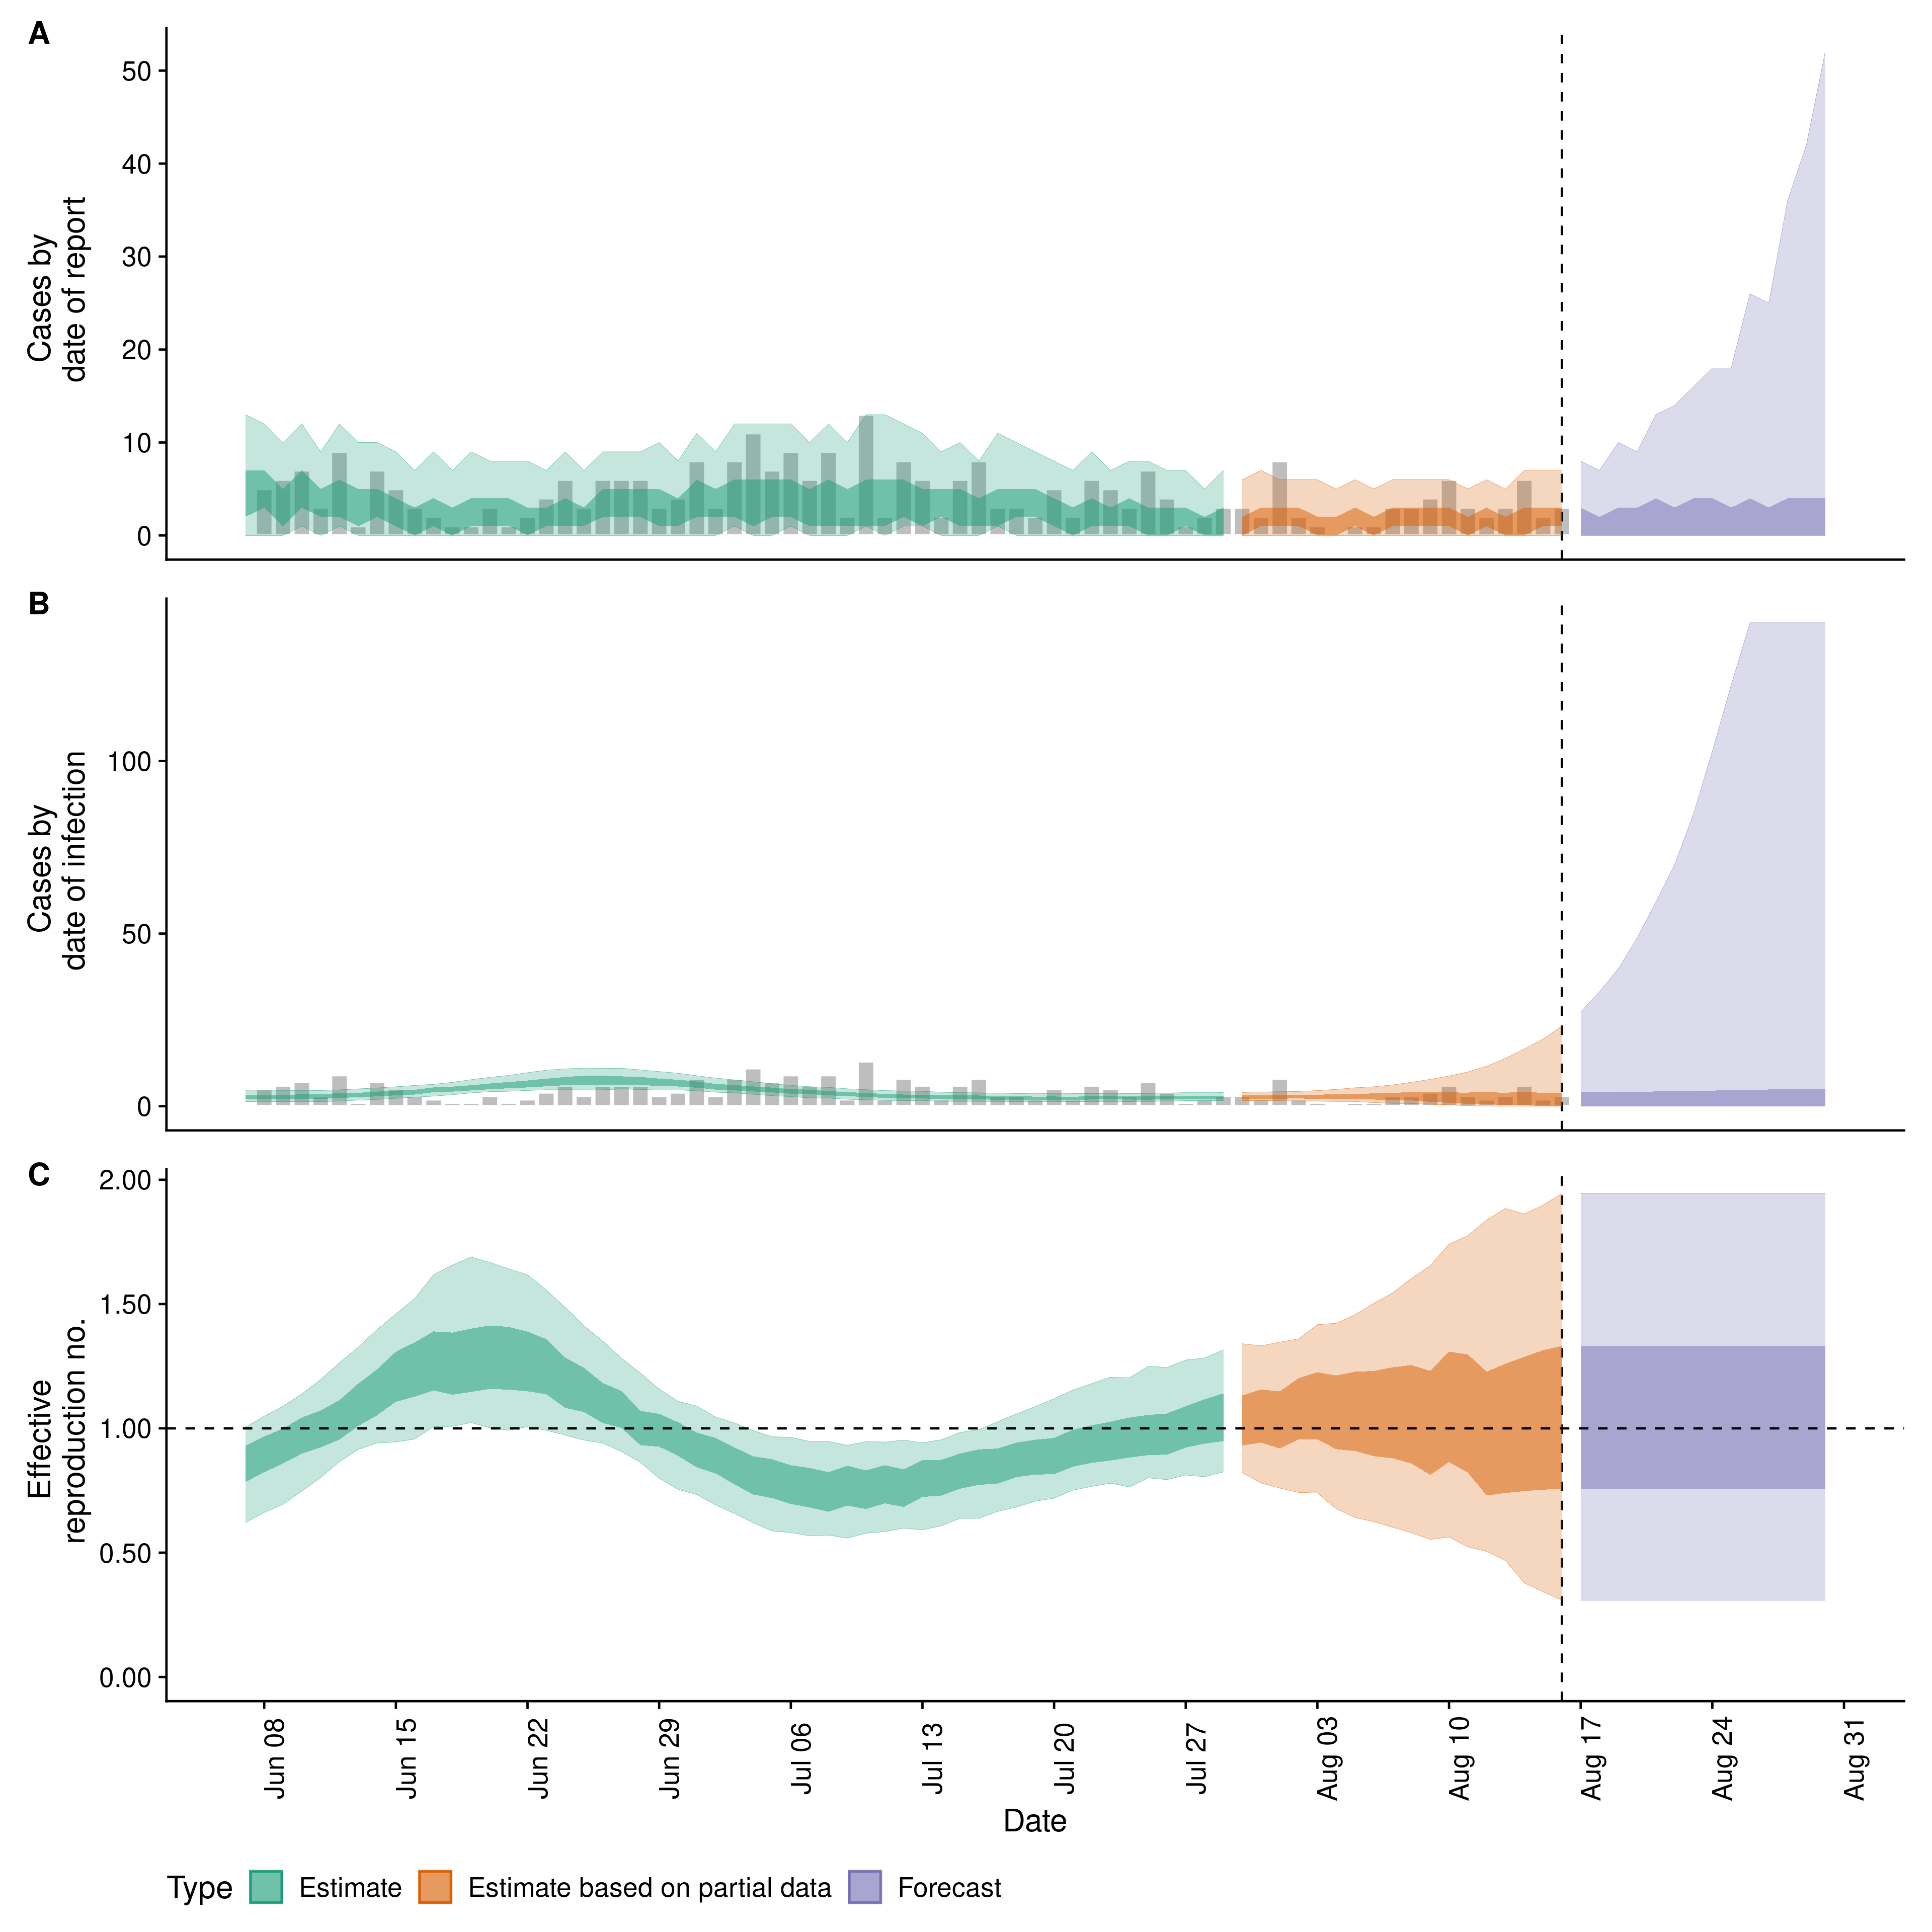 A
50
40
30
20
10
0
Cases by
date of report
B
100
50
0
Cases by
date of infection
C
2.00
1.50
1.00
0.50
0.00
Effective
reproduction no.
Jun 08
Jun 15
Jun 22
Jun 29
Jul 06
Jul 13
Jul 20
Jul 27
Aug 03
Aug 10
Aug 17
Aug 24
Aug 31
Date
Type Estimate Estimate based on partial data Forecast